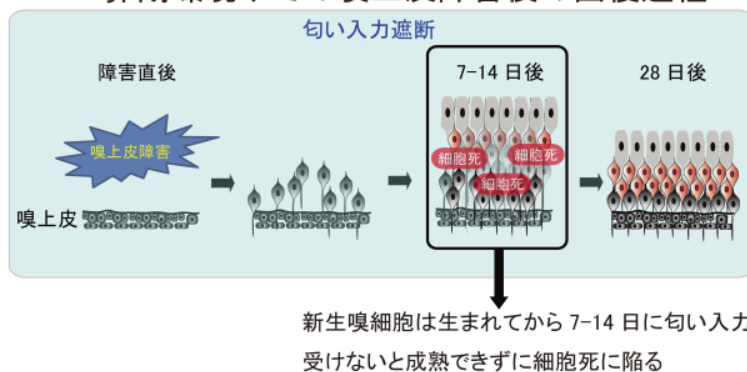 匂い入力遮断
障害直後
7-14 日後
28 日後
嗅上皮障害
細胞死
細胞死
細胞死
嗅上皮
新生嗅細胞は生まれてから 7-14 日に匂い入力
受けないと成熟できずに細胞死に陥る